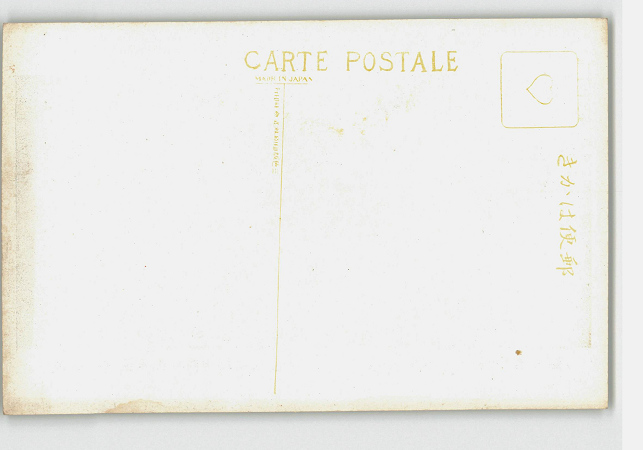 CARTE POSTALE
MADE IN JAPAN
きかは便郵